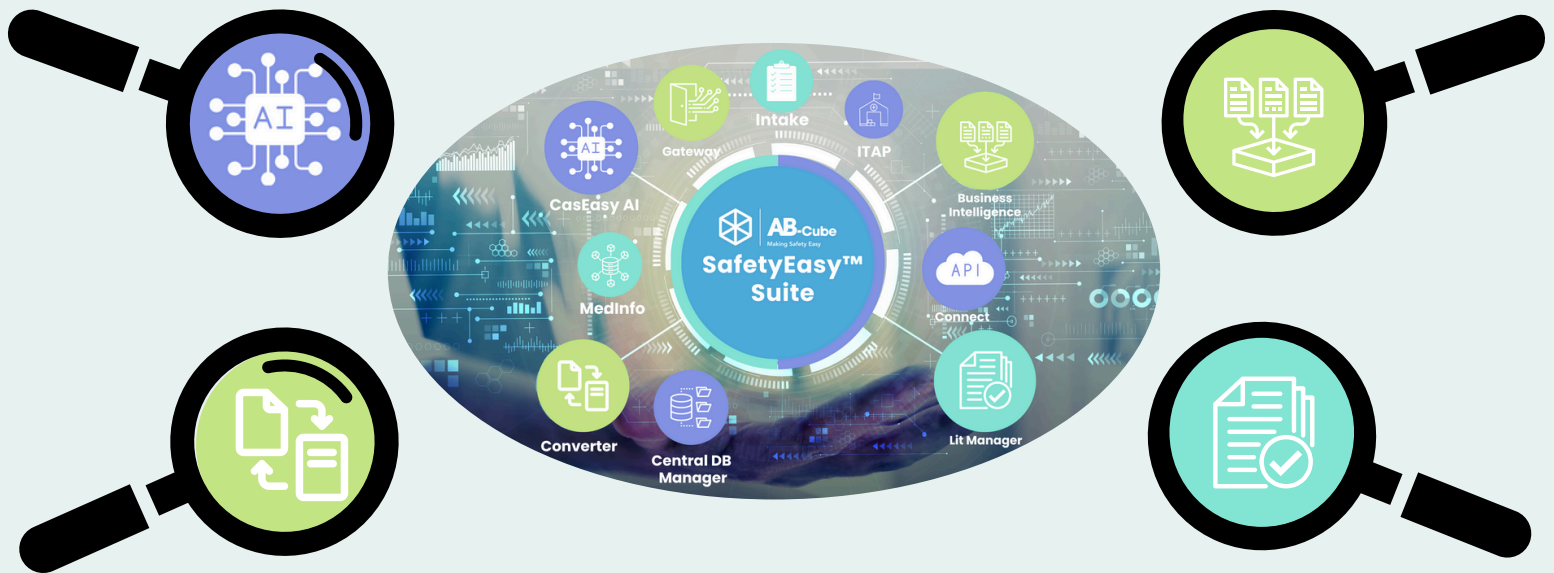 AI
Intake
Gateway
ITAP
AI
CasEasy AI
Business
Intelligence
AB-Cube
Making Safety Easy
SafetyEasy™
Suite
MedInfo
API
Connect
Converter
Central DB
Manager
Lit Manager